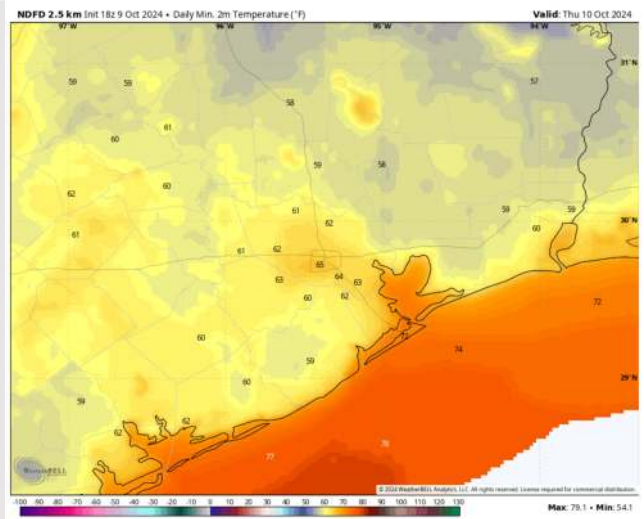 NDFD 2.5 km Init 18z 9 Oct 2024 • Daily Min. 2m Temperature (°F) Valid: Thu 10 Oct 2024
97°W 96°W 95°W 94°W
31°N
59 59 57
58
61
60
59 58
60
62
61 59 59
62 60 30°N
61
61 62
65
63 64 63
60 62
72
60 74
59
60 29°N
59
62 62
76
77
WeatherBELL
© 2024 WeatherBELL Analytics, LLC. All rights reserved. License required for commercial distribution.
-100 -90 -80 -70 -60 -50 -40 -30 -20 -10 0 10 20 30 40 50 60 70 80 90 100 110 120 130
Max: 79.1 • Min: 54.1